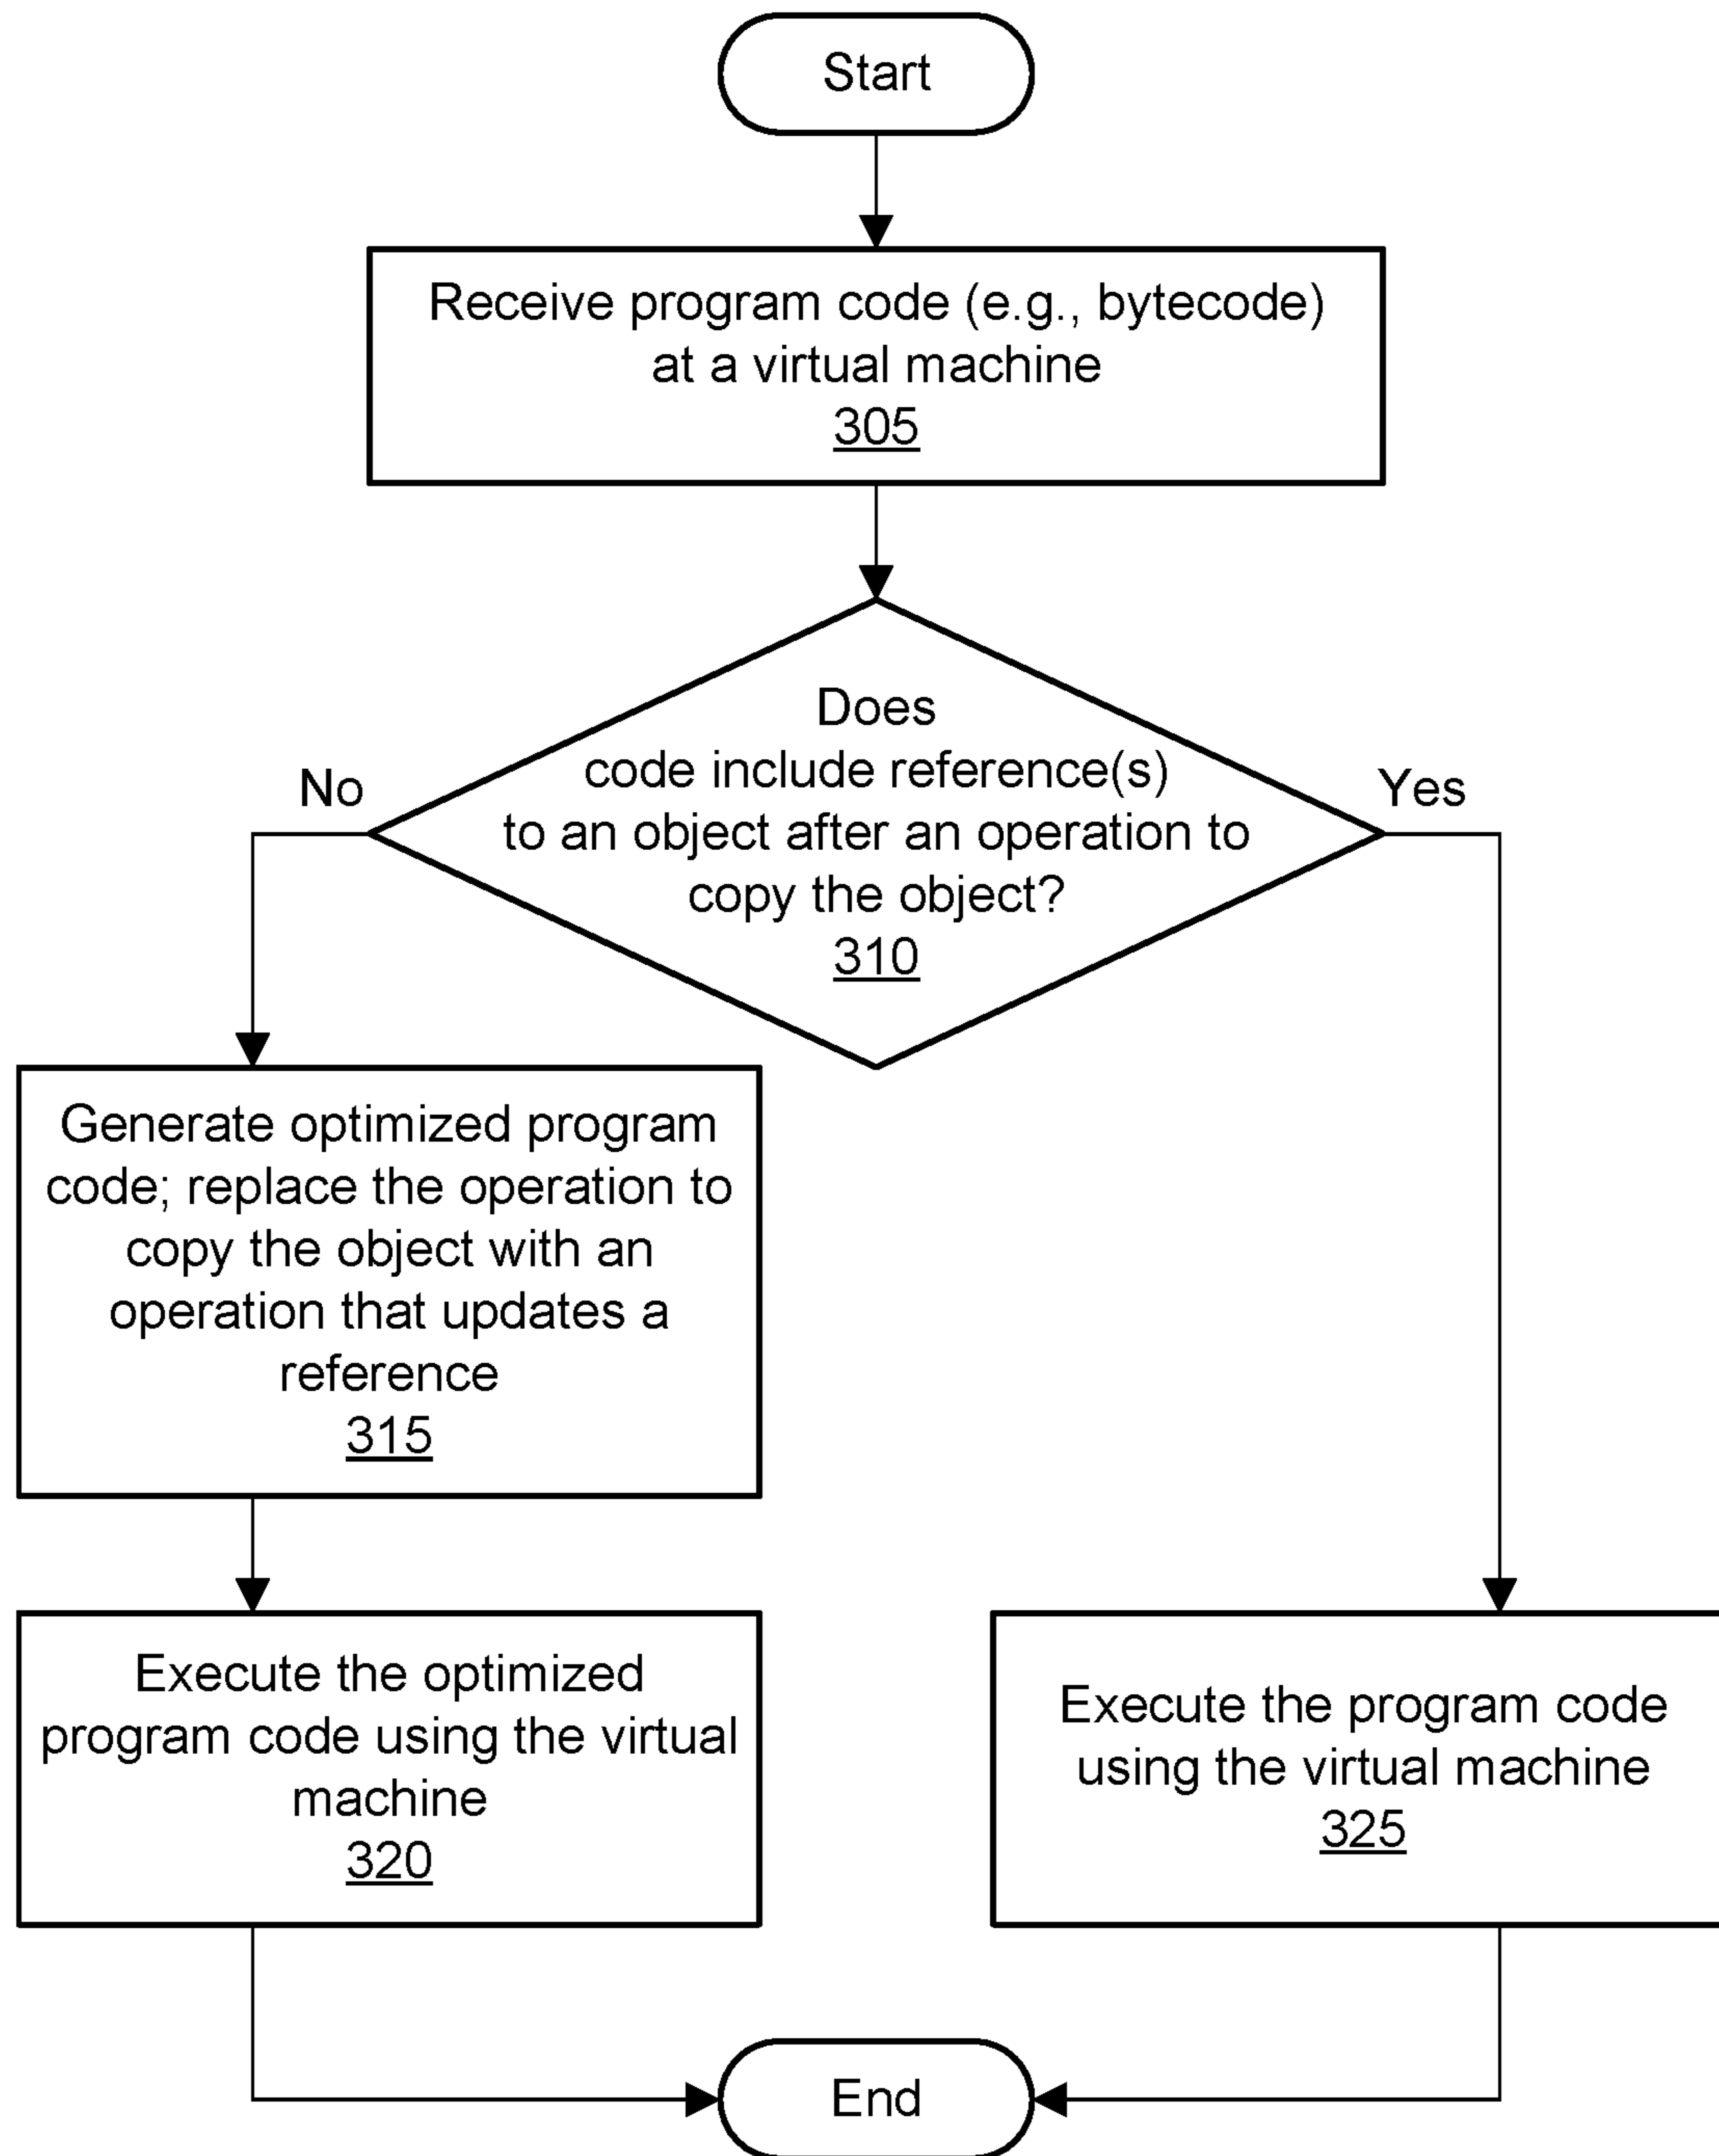 Start
Receive program code (e.g., bytecode)
at a virtual machine
305
Does
code include reference(s)
to an object after an operation to
copy the object?
310
No
Yes
Generate optimized program
code; replace the operation to
copy the object with an
operation that updates a
reference
315
Execute the optimized
program code using the virtual
machine
320
Execute the program code
using the virtual machine
325
End